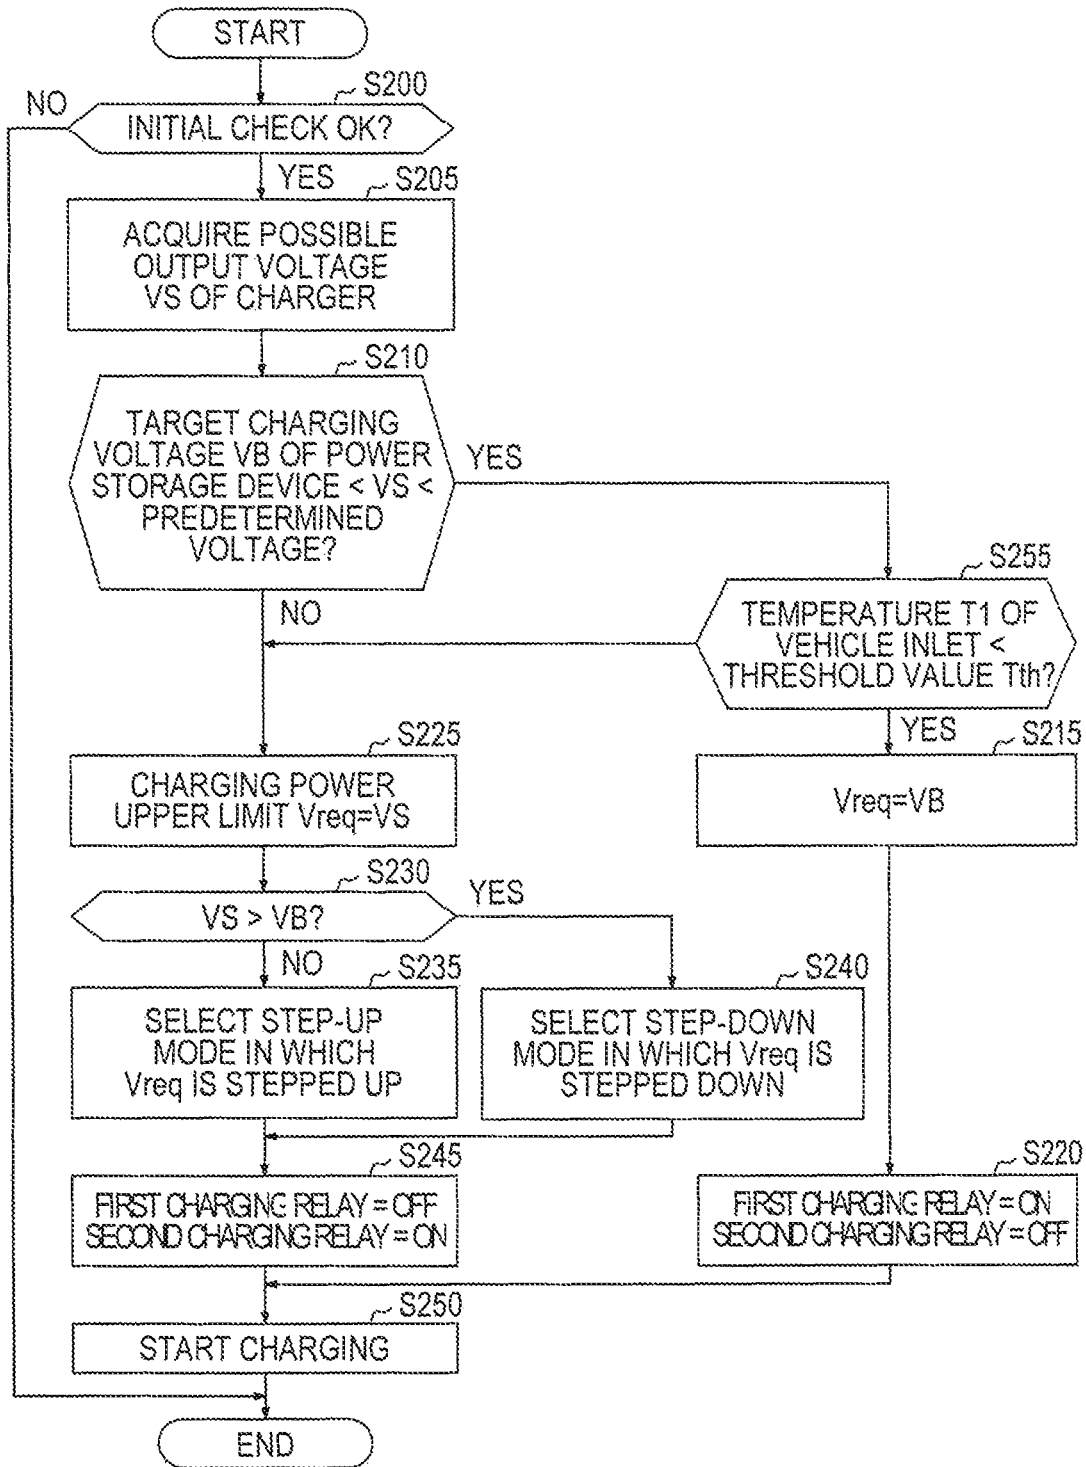 START
S200
NO
INITIAL CHECK OK?
YES
S205
ACQUIRE POSSIBLE
OUTPUT VOLTAGE
VS OF CHARGER
S210
TARGET CHARGING
VOLTAGE VB OF POWER
STORAGE DEVICE < VS <
PREDETERMINED
VOLTAGE?
YES
NO
S255
TEMPERATURE T1 OF
VEHICLE INLET <
THRESHOLD VALUE Tth?
YES
S215
Vreq=VB
S225
CHARGING POWER
UPPER LIMIT Vreq=VS
S230
VS > VB?
YES
NO
S235
SELECT STEP-UP
MODE IN WHICH
Vreq IS STEPPED UP
S240
SELECT STEP-DOWN
MODE IN WHICH Vreq IS
STEPPED DOWN
S245
FIRST CHARGING RELAY = OFF
SECOND CHARGING RELAY = ON
S220
FIRST CHARGING RELAY = ON
SECOND CHARGING RELAY = OFF
S250
START CHARGING
END